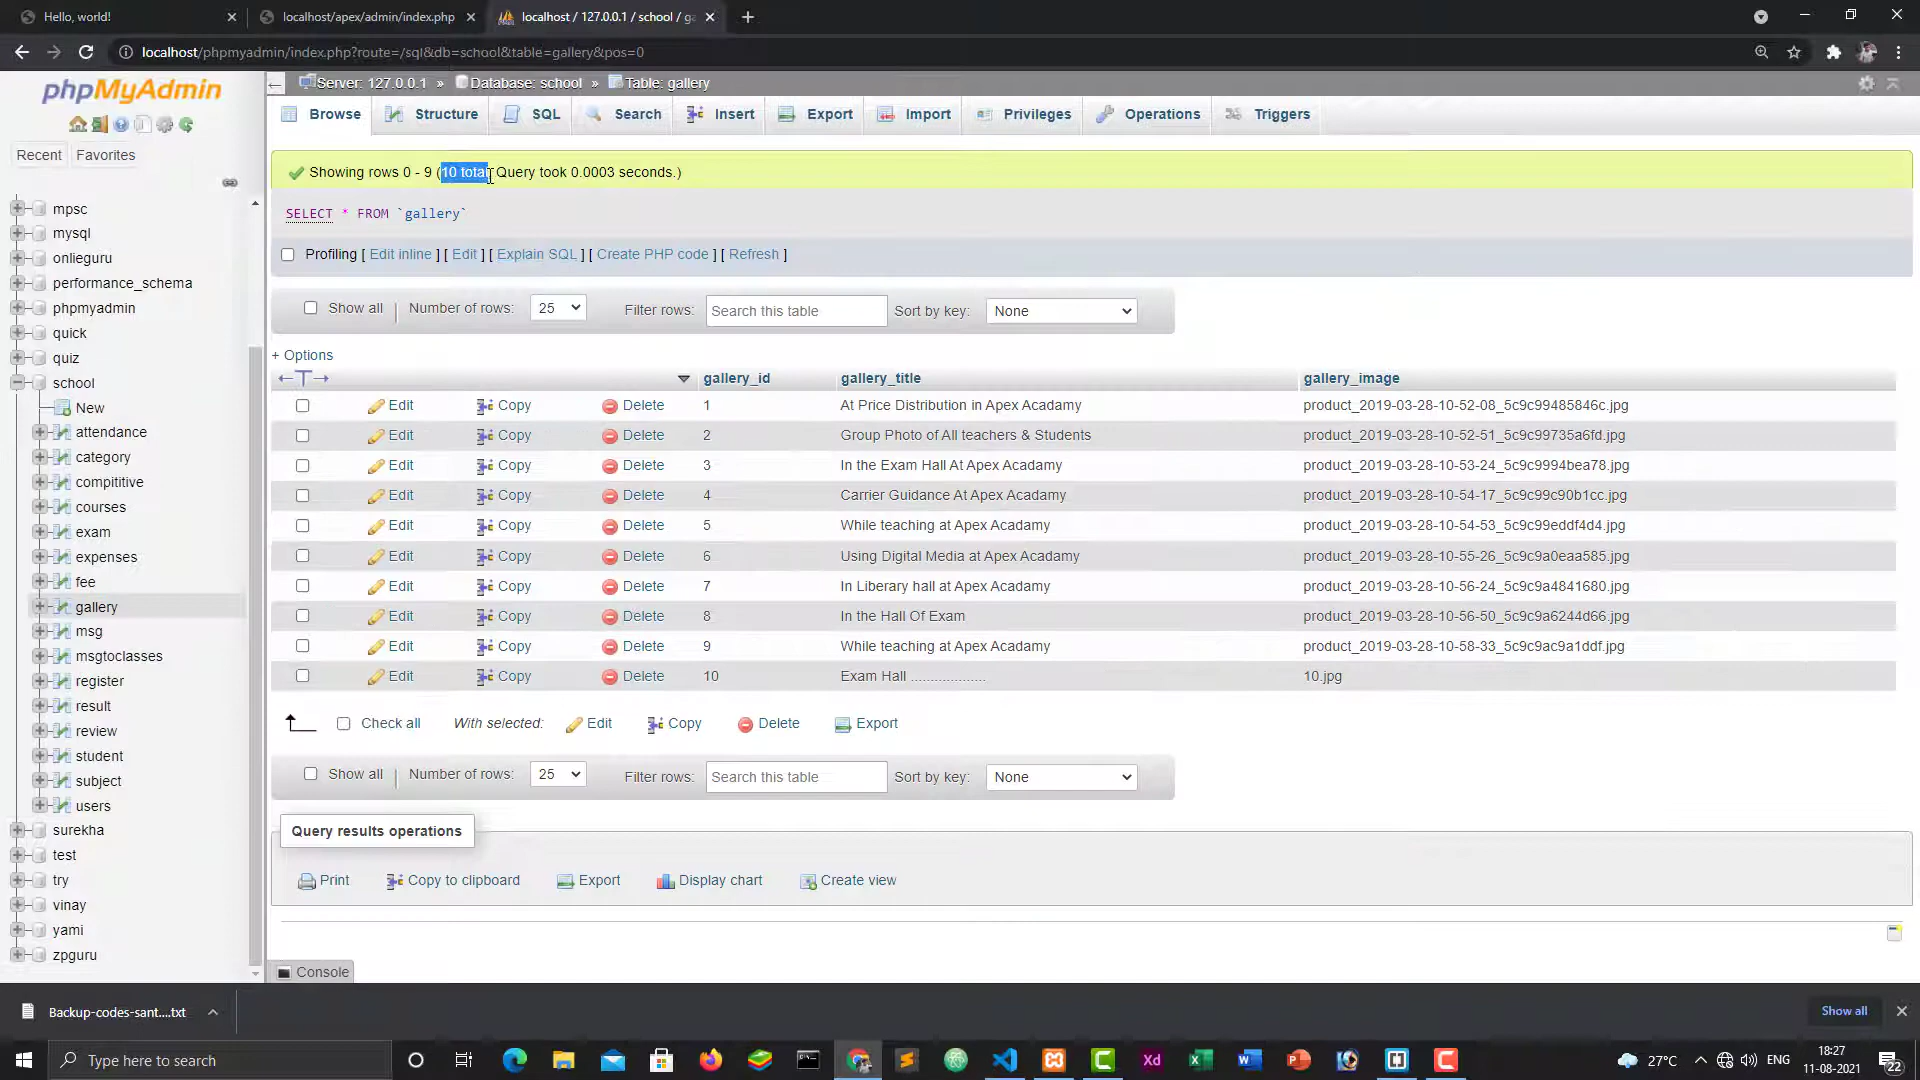 Hello, world!
localhost/apex/admin/index.php
localhost / 127.0.0.1 / school / ga
localhost/phpmyadmin/index.php?route=/sql&db=school&table=gallery&pos=0
phpMyAdmin
Recent
Favorites
mpsc
mysql
onlieguru
performance_schema
phpmyadmin
quick
quiz
school
New
attendance
category
compititive
courses
exam
expenses
fee
gallery
msg
msgtoclasses
register
result
review
student
subject
users
surekha
test
try
vinay
yami
zpguru
Server: 127.0.0.1 » Database: school » Table: gallery
Browse Structure SQL Search Insert Export Import Privileges Operations Triggers
Showing rows 0 - 9 (10 total, Query took 0.0003 seconds.)
SELECT * FROM `gallery`
Profiling [ Edit inline ] [ Edit ] [ Explain SQL ] [ Create PHP code ] [ Refresh ]
Show all | Number of rows: 25 Filter rows: Search this table Sort by key: None
+ Options
gallery_id gallery_title gallery_image
Edit Copy Delete 1 At Price Distribution in Apex Acadamy product_2019-03-28-10-52-08_5c9c99485846c.jpg
Edit Copy Delete 2 Group Photo of All teachers & Students product_2019-03-28-10-52-51_5c9c99735a6fd.jpg
Edit Copy Delete 3 In the Exam Hall At Apex Acadamy product_2019-03-28-10-53-24_5c9c9994bea78.jpg
Edit Copy Delete 4 Carrier Guidance At Apex Acadamy product_2019-03-28-10-54-17_5c9c99c90b1cc.jpg
Edit Copy Delete 5 While teaching at Apex Acadamy product_2019-03-28-10-54-53_5c9c99eddf4d4.jpg
Edit Copy Delete 6 Using Digital Media at Apex Acadamy product_2019-03-28-10-55-26_5c9c9a0eaa585.jpg
Edit Copy Delete 7 In Liberary hall at Apex Acadamy product_2019-03-28-10-56-24_5c9c9a4841680.jpg
Edit Copy Delete 8 In the Hall Of Exam product_2019-03-28-10-56-50_5c9c9a6244d66.jpg
Edit Copy Delete 9 While teaching at Apex Acadamy product_2019-03-28-10-58-33_5c9c9ac9a1ddf.jpg
Edit Copy Delete 10 Exam Hall ................... 10.jpg
Check all With selected: Edit Copy Delete Export
Show all | Number of rows: 25 Filter rows: Search this table Sort by key: None
Query results operations
Print Copy to clipboard Export Display chart Create view
Console
Backup-codes-sant....txt
Show all
Type here to search
Xd
27°C
ENG
18:27
11-08-2021
22